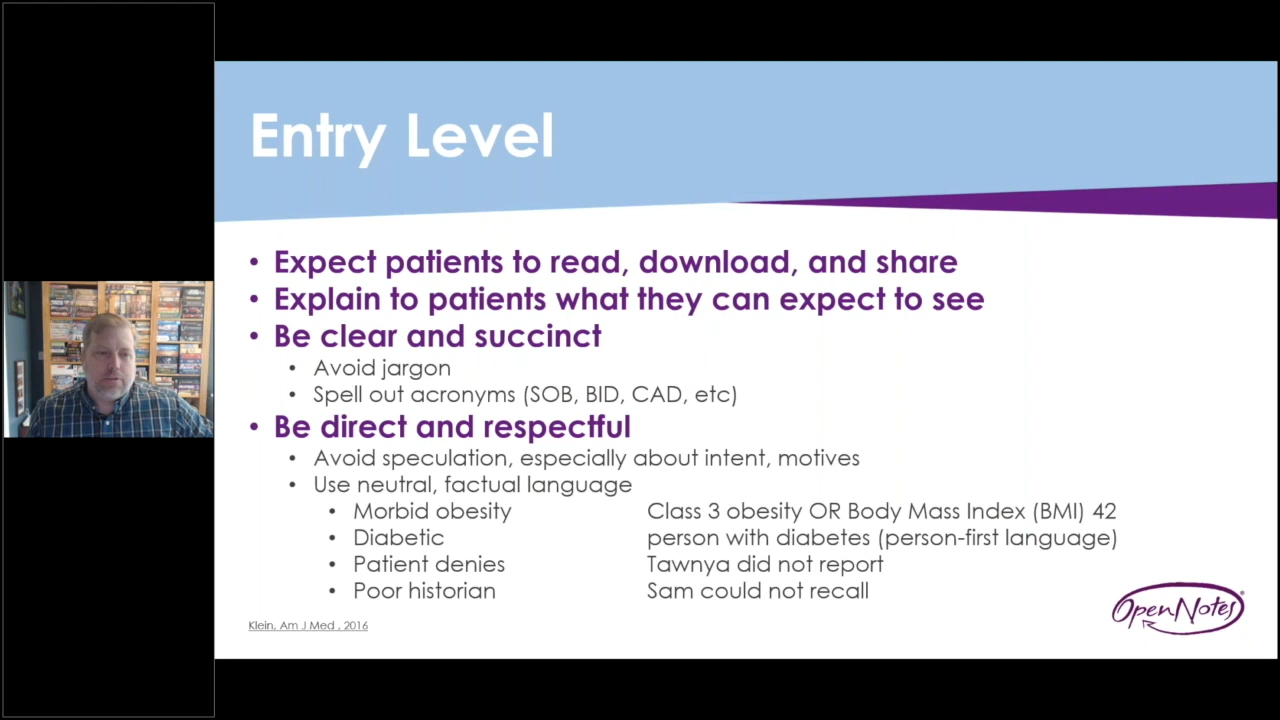 Entry Level
• Expect patients to read, download, and share
• Explain to patients what they can expect to see
• Be clear and succinct
• Avoid jargon
• Spell out acronyms (SOB, BID, CAD, etc)
• Be direct and respectful
• Avoid speculation, especially about intent, motives
• Use neutral, factual language
• Morbid obesity Class 3 obesity OR Body Mass Index (BMI) 42
• Diabetic person with diabetes (person-first language)
• Patient denies Tawnya did not report
• Poor historian Sam could not recall
Klein, Am J Med , 2016
OpenNotes